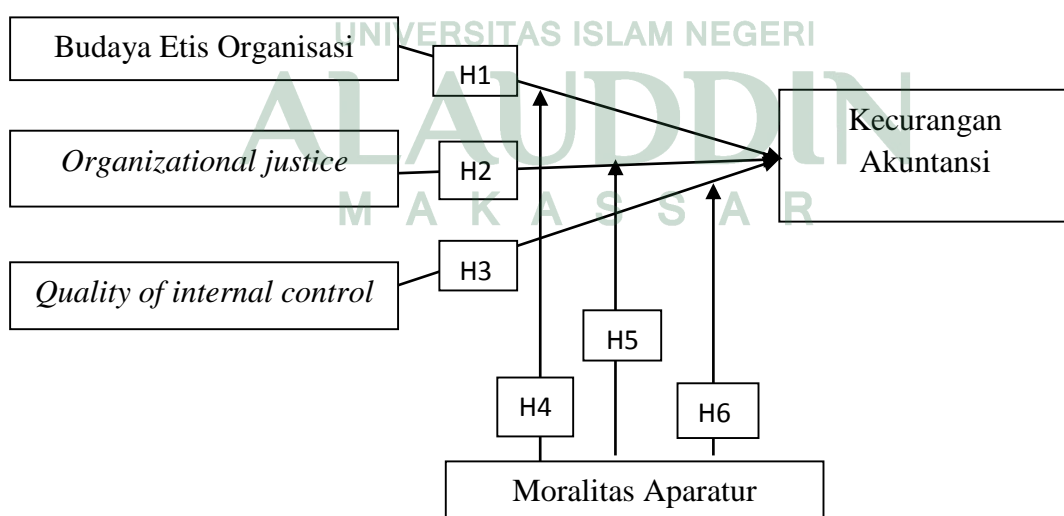 UNIVERSITAS ISLAM NEGERI
ALAUDDIN
MAKASSAR
Budaya Etis Organisasi
H1
Organizational justice
H2
Quality of internal control
H3
Kecurangan
Akuntansi
H4
H5
H6
Moralitas Aparatur